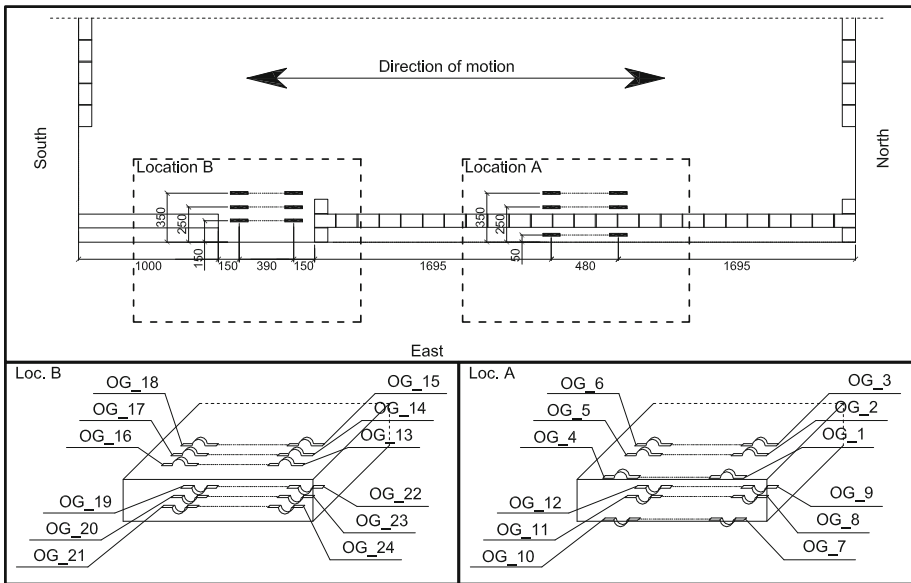 Direction of motion
South
North
Location B
Location A
350
250
150
350
250
50
1000
150
390
150
1695
480
1695
East
Loc. B
OG_18
OG_17
OG_16
OG_15
OG_14
OG_13
OG_19
OG_20
OG_21
OG_22
OG_23
OG_24
Loc. A
OG_6
OG_5
OG_4
OG_3
OG_2
OG_1
OG_12
OG_11
OG_10
OG_9
OG_8
OG_7